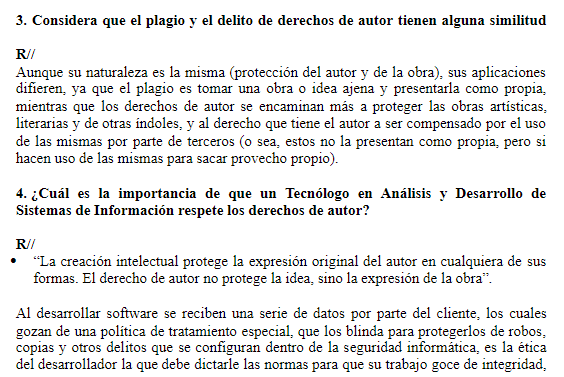 3. Considera que el plagio y el delito de derechos de autor tienen alguna similitud
R//
Aunque su naturaleza es la misma (protección del autor y de la obra), sus aplicaciones
difieren, ya que el plagio es tomar una obra o idea ajena y presentarla como propia,
mientras que los derechos de autor se encaminan más a proteger las obras artísticas,
literarias y de otras índoles, y al derecho que tiene el autor a ser compensado por el uso
de las mismas por parte de terceros (o sea, estos no la presentan como propia, pero si
hacen uso de las mismas para sacar provecho propio).
4. ¿Cuál es la importancia de que un Tecnólogo en Análisis y Desarrollo de
Sistemas de Información respete los derechos de autor?
R//
• “La creación intelectual protege la expresión original del autor en cualquiera de sus
formas. El derecho de autor no protege la idea, sino la expresión de la obra”.
Al desarrollar software se reciben una serie de datos por parte del cliente, los cuales
gozan de una política de tratamiento especial, que los blinda para protegerlos de robos,
copias y otros delitos que se configuran dentro de la seguridad informática, es la ética
del desarrollador la que debe dictarle las normas para que su trabajo goce de integridad,